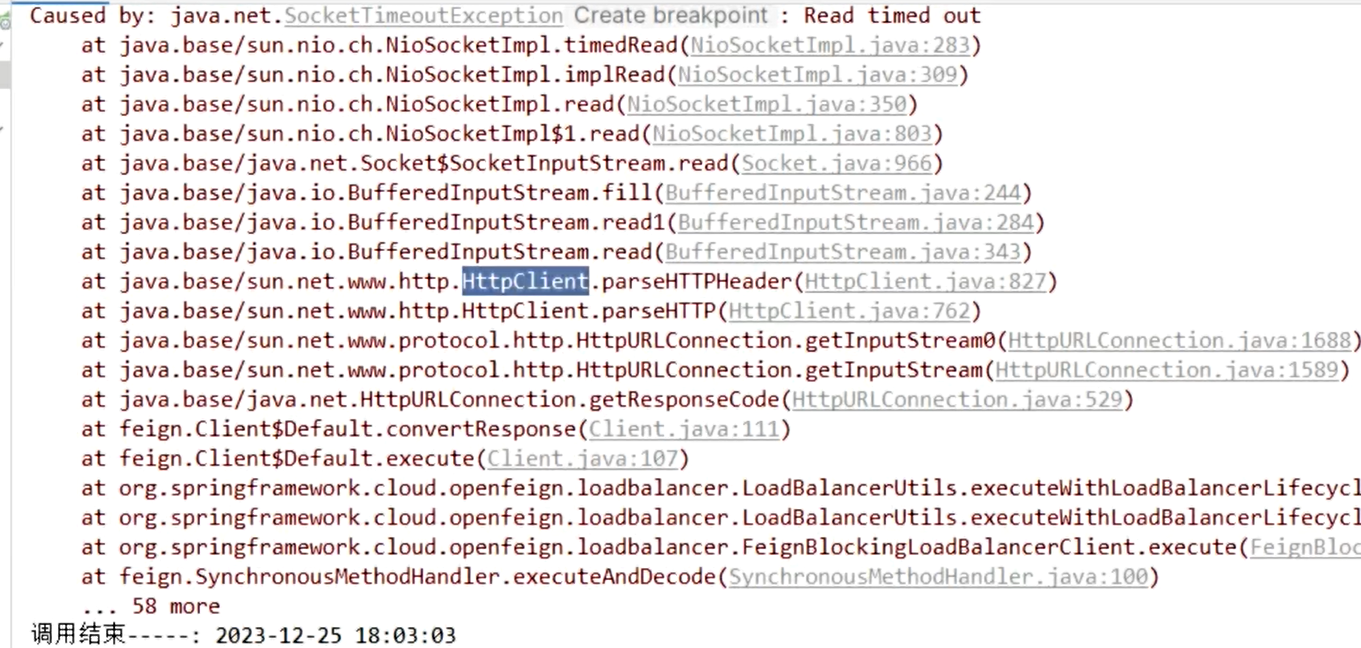 Caused by: java.net.SocketTimeoutException Create breakpoint : Read timed out
at java.base/sun.nio.ch.NioSocketImpl.timedRead(NioSocketImpl.java:283)
at java.base/sun.nio.ch.NioSocketImpl.implRead(NioSocketImpl.java:309)
at java.base/sun.nio.ch.NioSocketImpl.read(NioSocketImpl.java:350)
at java.base/sun.nio.ch.NioSocketImpl$1.read(NioSocketImpl.java:803)
at java.base/java.net.Socket$SocketInputStream.read(Socket.java:966)
at java.base/java.io.BufferedInputStream.fill(BufferedInputStream.java:244)
at java.base/java.io.BufferedInputStream.read1(BufferedInputStream.java:284)
at java.base/java.io.BufferedInputStream.read(BufferedInputStream.java:343)
at java.base/sun.net.www.http.HttpClient.parseHTTPHeader(HttpClient.java:827)
at java.base/sun.net.www.http.HttpClient.parseHTTP(HttpClient.java:762)
at java.base/sun.net.www.protocol.http.HttpURLConnection.getInputStream0(HttpURLConnection.java:1688)
at java.base/sun.net.www.protocol.http.HttpURLConnection.getInputStream(HttpURLConnection.java:1589)
at java.base/java.net.HttpURLConnection.getResponseCode(HttpURLConnection.java:529)
at feign.Client$Default.convertResponse(Client.java:111)
at feign.Client$Default.execute(Client.java:107)
at org.springframework.cloud.openfeign.loadbalancer.LoadBalancerUtils.executeWithLoadBalancerLifecycl
at org.springframework.cloud.openfeign.loadbalancer.LoadBalancerUtils.executeWithLoadBalancerLifecycl
at org.springframework.cloud.openfeign.loadbalancer.FeignBlockingLoadBalancerClient.execute(FeignBloc
at feign.SynchronousMethodHandler.executeAndDecode(SynchronousMethodHandler.java:100)
... 58 more
调用结束-----: 2023-12-25 18:03:03